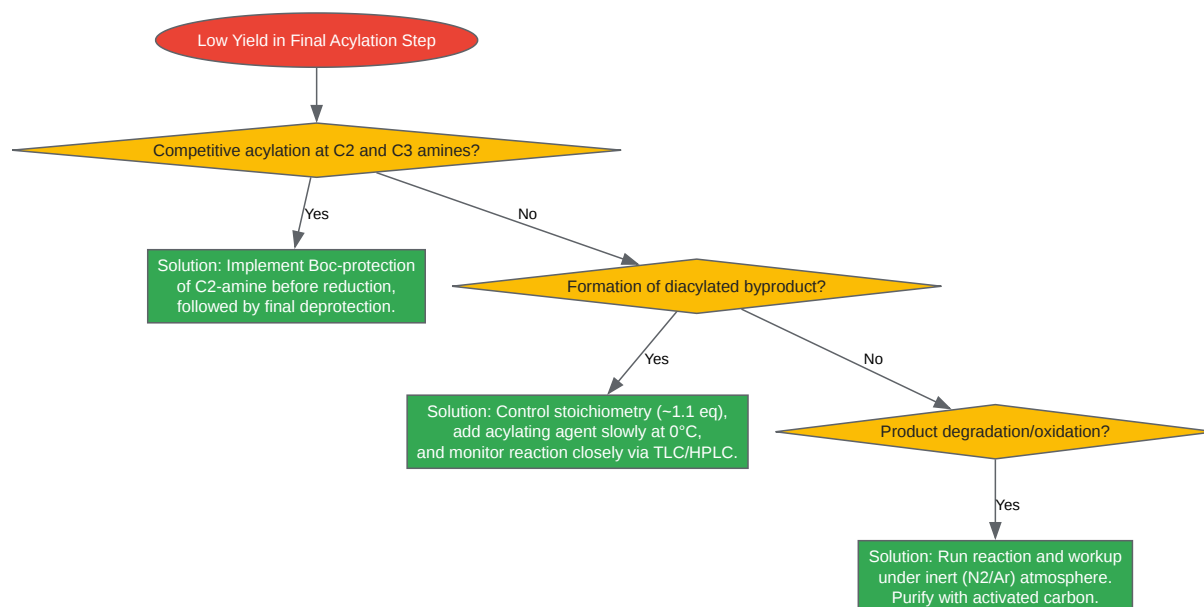 Low Yield in Final Acylation Step
Competitive acylation at C2 and C3 amines?
Yes
No
Solution: Implement Boc-protection
of C2-amine before reduction,
followed by final deprotection.
Formation of diacylated byproduct?
Yes
No
Solution: Control stoichiometry (~1.1 eq),
add acylating agent slowly at 0°C,
and monitor reaction closely via TLC/HPLC.
Product degradation/oxidation?
Yes
Solution: Run reaction and workup
under inert (N2/Ar) atmosphere.
Purify with activated carbon.